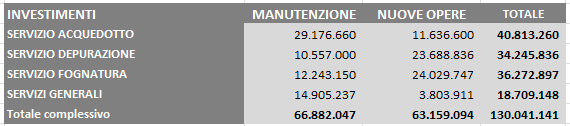 INVESTIMENTI MANUTENZIONE NUOVE OPERE TOTALE
SERVIZIO ACQUEDOTTO 29.176.660 11.636.600 40.813.260
SERVIZIO DEPURAZIONE 10.557.000 23.688.836 34.245.836
SERVIZIO FOGNATURA 12.243.150 24.029.747 36.272.897
SERVIZI GENERALI 14.905.237 3.803.911 18.709.148
Totale complessivo 66.882.047 63.159.094 130.041.141